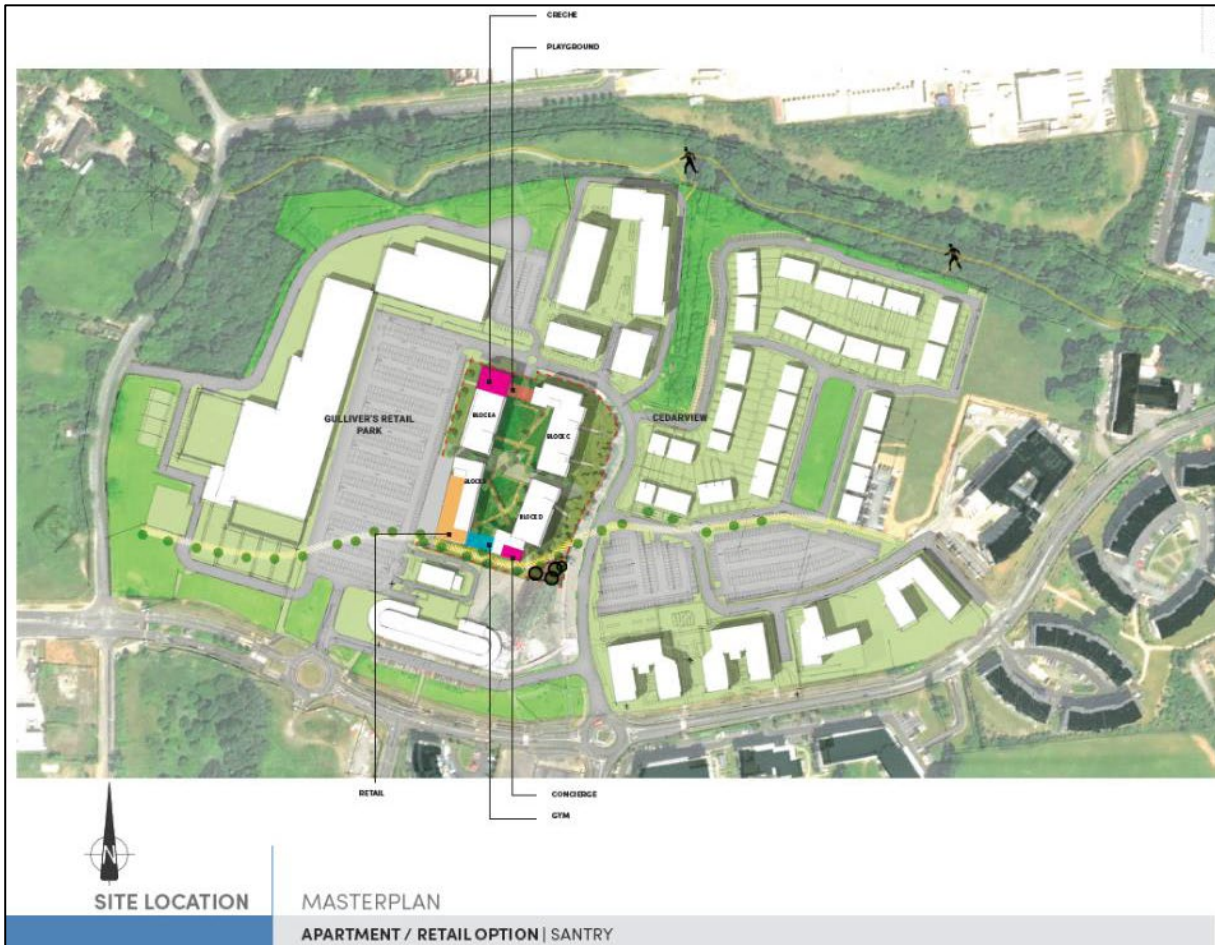 CRECHE
PLAYGROUND
GULLIVER'S RETAIL
PARK
CEDARVIEW
BLOCK A
BLOCK C
BLOCK D
RETAIL
CONCIERGE
GYM
N
SITE LOCATION
MASTERPLAN
APARTMENT / RETAIL OPTION | SANTRY